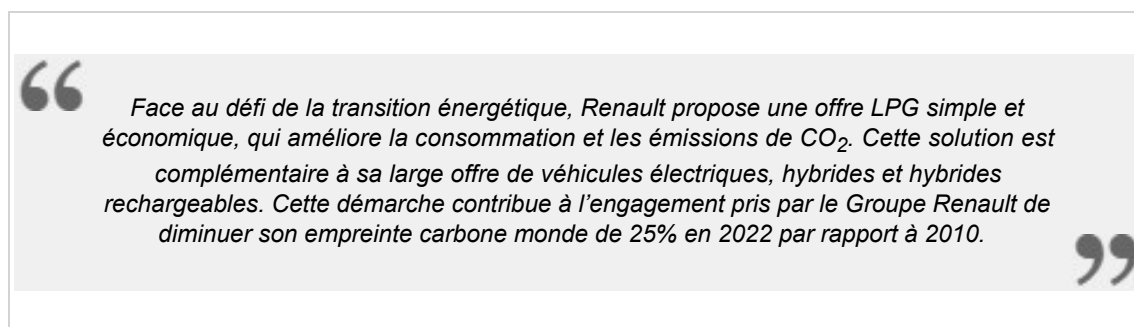 “ Face au défi de la transition énergétique, Renault propose une offre LPG simple et
économique, qui améliore la consommation et les émissions de CO₂. Cette solution est
complémentaire à sa large offre de véhicules électriques, hybrides et hybrides
rechargeables. Cette démarche contribue à l’engagement pris par le Groupe Renault de
diminuer son empreinte carbone monde de 25% en 2022 par rapport à 2010. ”